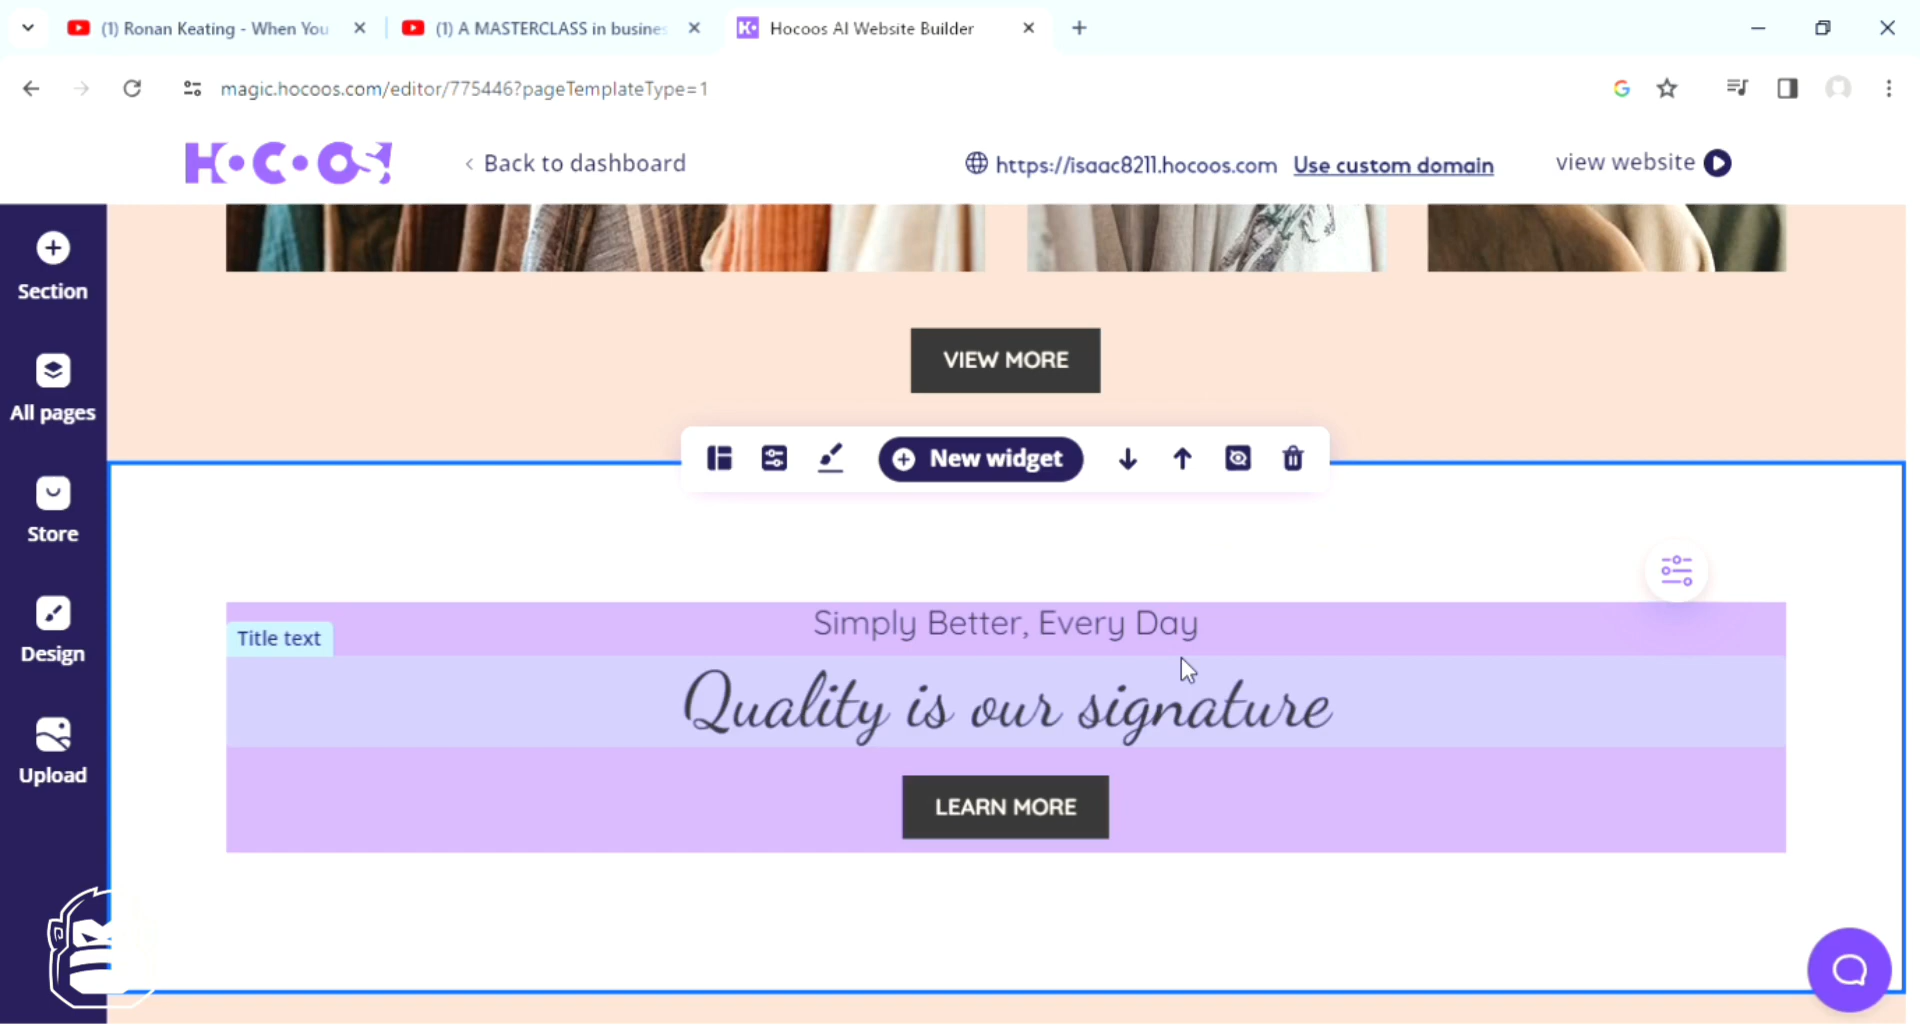 (1) Ronan Keating - When You
(1) A MASTERCLASS in busines
Hocoos AI Website Builder
magic.hocoos.com/editor/775446?pageTemplateType=1
HOCOOS!
< Back to dashboard
https://isaac8211.hocoos.com
Use custom domain
view website
Section
All pages
Store
Design
Upload
VIEW MORE
New widget
Simply Better, Every Day
Title text
Quality is our signature
LEARN MORE